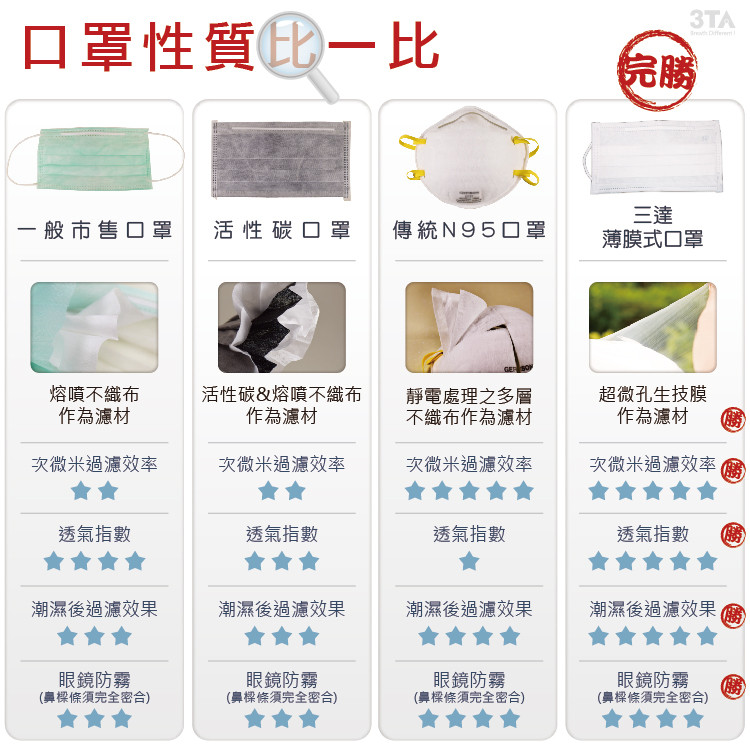 口罩性質比一比
3TA
Breath Different !
完勝
一般市售口罩
熔噴不織布
作為濾材
次微米過濾效率
透氣指數
潮濕後過濾效果
眼鏡防霧
(鼻樑條須完全密合)
活性碳口罩
活性碳&熔噴不織布
作為濾材
次微米過濾效率
透氣指數
潮濕後過濾效果
眼鏡防霧
(鼻樑條須完全密合)
傳統N95口罩
靜電處理之多層
不織布作為濾材
次微米過濾效率
透氣指數
潮濕後過濾效果
眼鏡防霧
(鼻樑條須完全密合)
三達
薄膜式口罩
超微孔生技膜
作為濾材
勝
次微米過濾效率
勝
透氣指數
勝
潮濕後過濾效果
勝
眼鏡防霧
(鼻樑條須完全密合)
勝